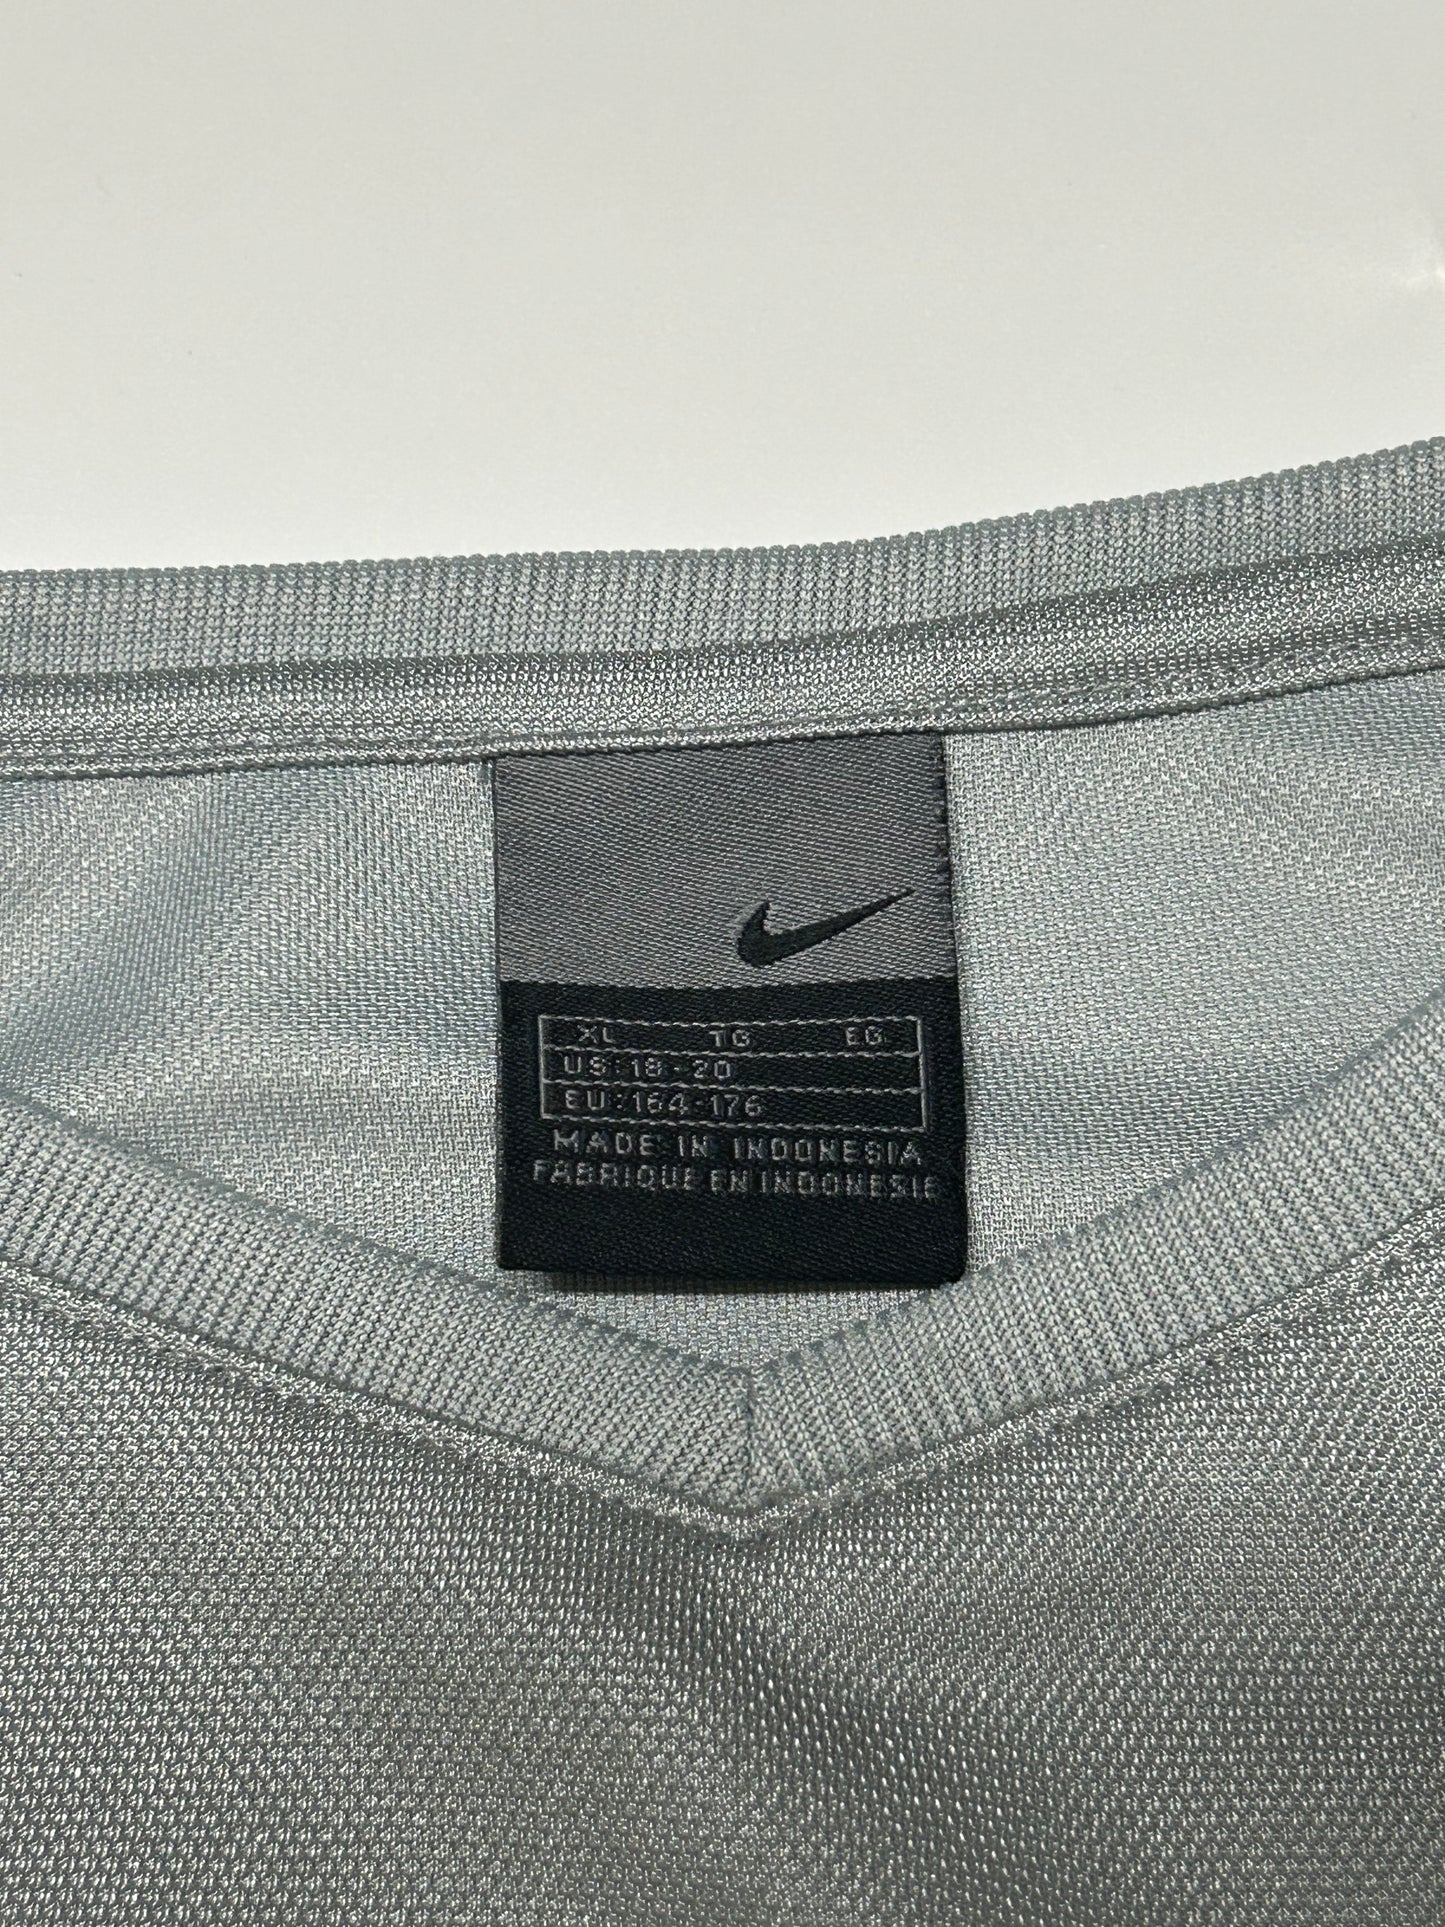 XL TG EG
US:18-20
EU:164-176
MADE IN INDONESIA
FABRIQUE EN INDONESIE